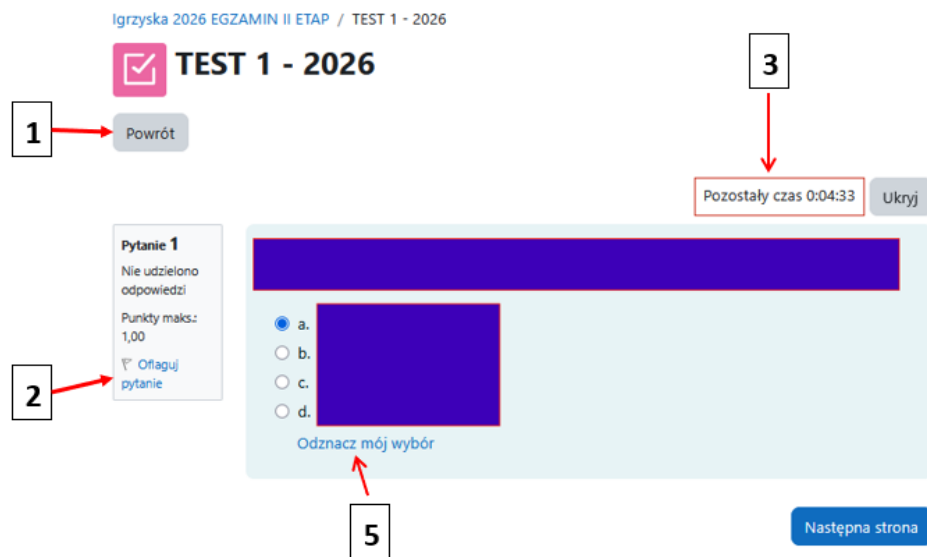 Igrzyska 2026 EGZAMIN II ETAP / TEST 1 - 2026
TEST 1 - 2026
3
1
Powrót
Pozostały czas 0:04:33
Ukryj
Pytanie 1
Nie udzielono
odpowiedzi
Punkty maks.:
1,00
Oflaguj
pytanie
2
a.
b.
c.
d.
Odznacz mój wybór
5
Następna strona